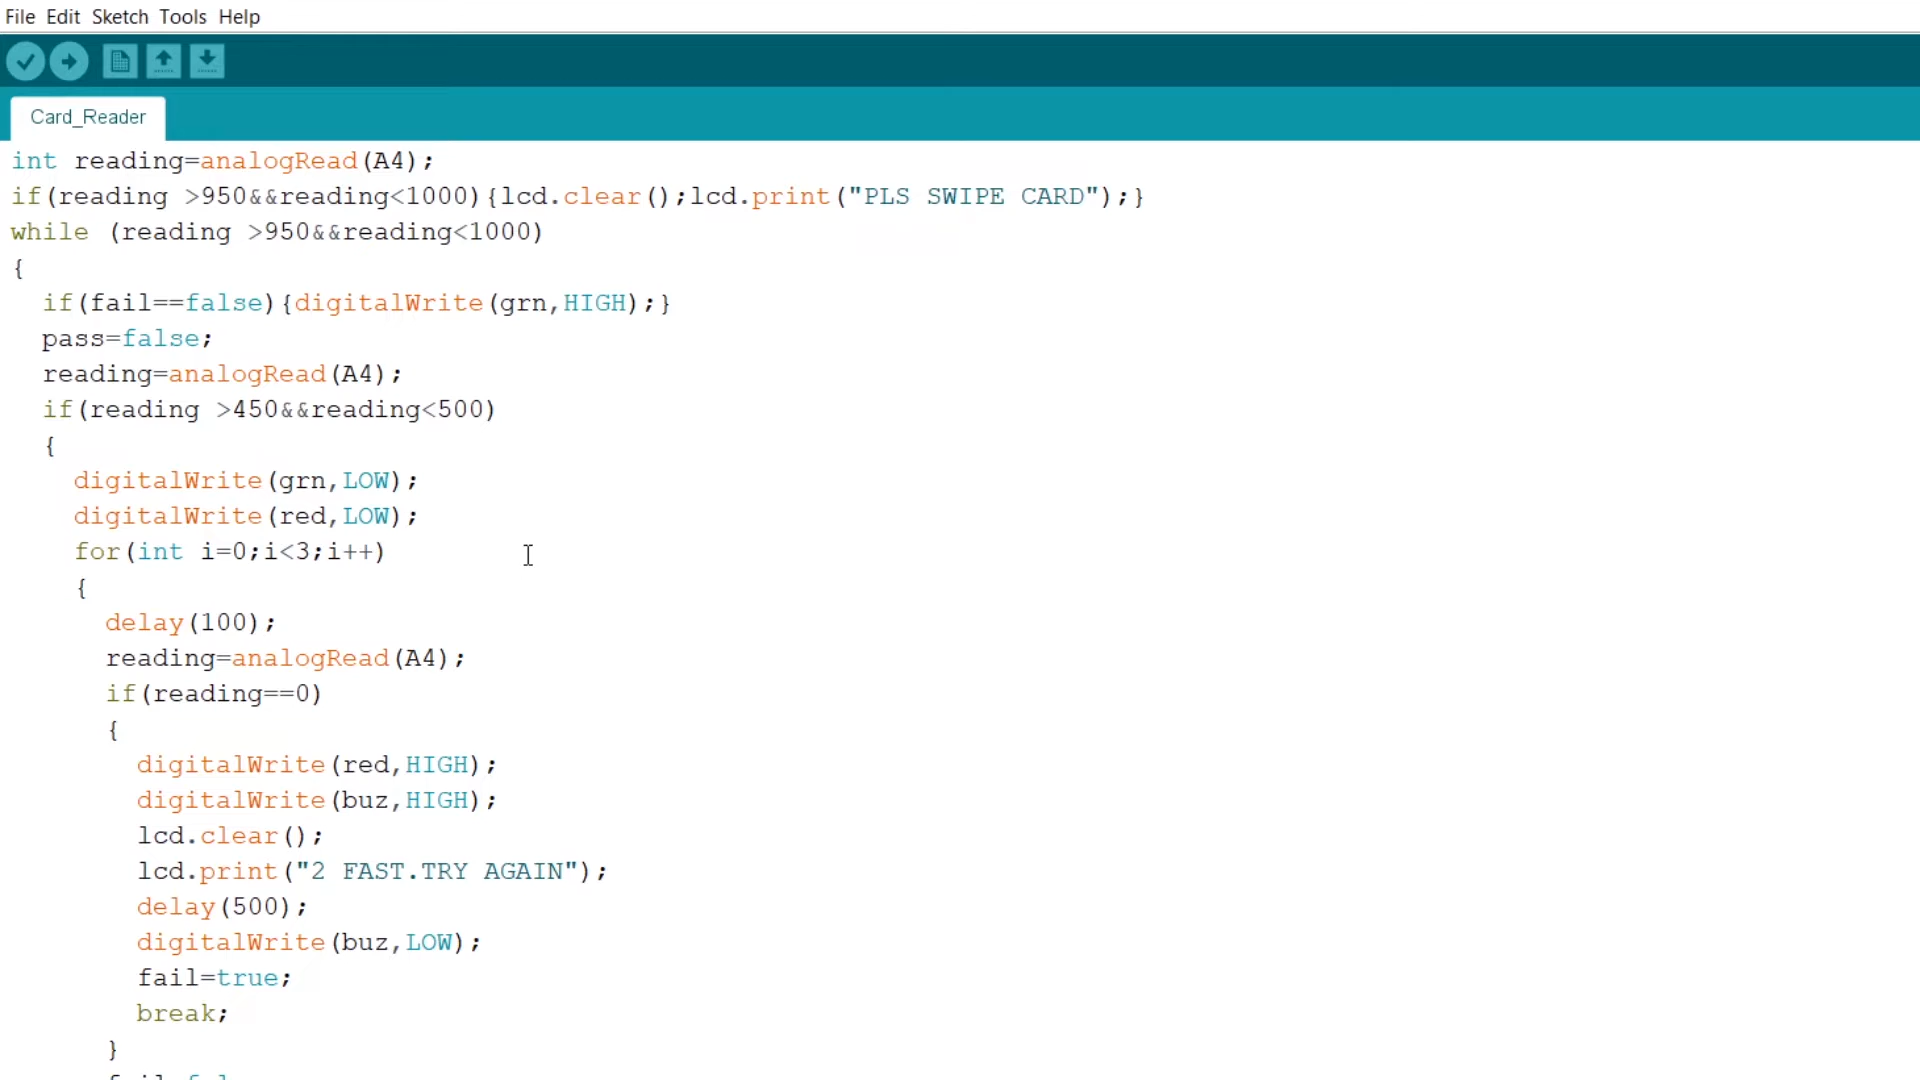 File Edit Sketch Tools Help
Card_Reader
int reading=analogRead(A4);
if(reading >950&&reading<1000){lcd.clear();lcd.print("PLS SWIPE CARD");}
while (reading >950&&reading<1000)
{
if(fail==false){digitalWrite(grn,HIGH);}
pass=false;
reading=analogRead(A4);
if(reading >450&&reading<500)
{
digitalWrite(grn,LOW);
digitalWrite(red,LOW);
for(int i=0;i<3;i++)
{
delay(100);
reading=analogRead(A4);
if(reading==0)
{
digitalWrite(red,HIGH);
digitalWrite(buz,HIGH);
lcd.clear();
lcd.print("2 FAST.TRY AGAIN");
delay(500);
digitalWrite(buz,LOW);
fail=true;
break;
}